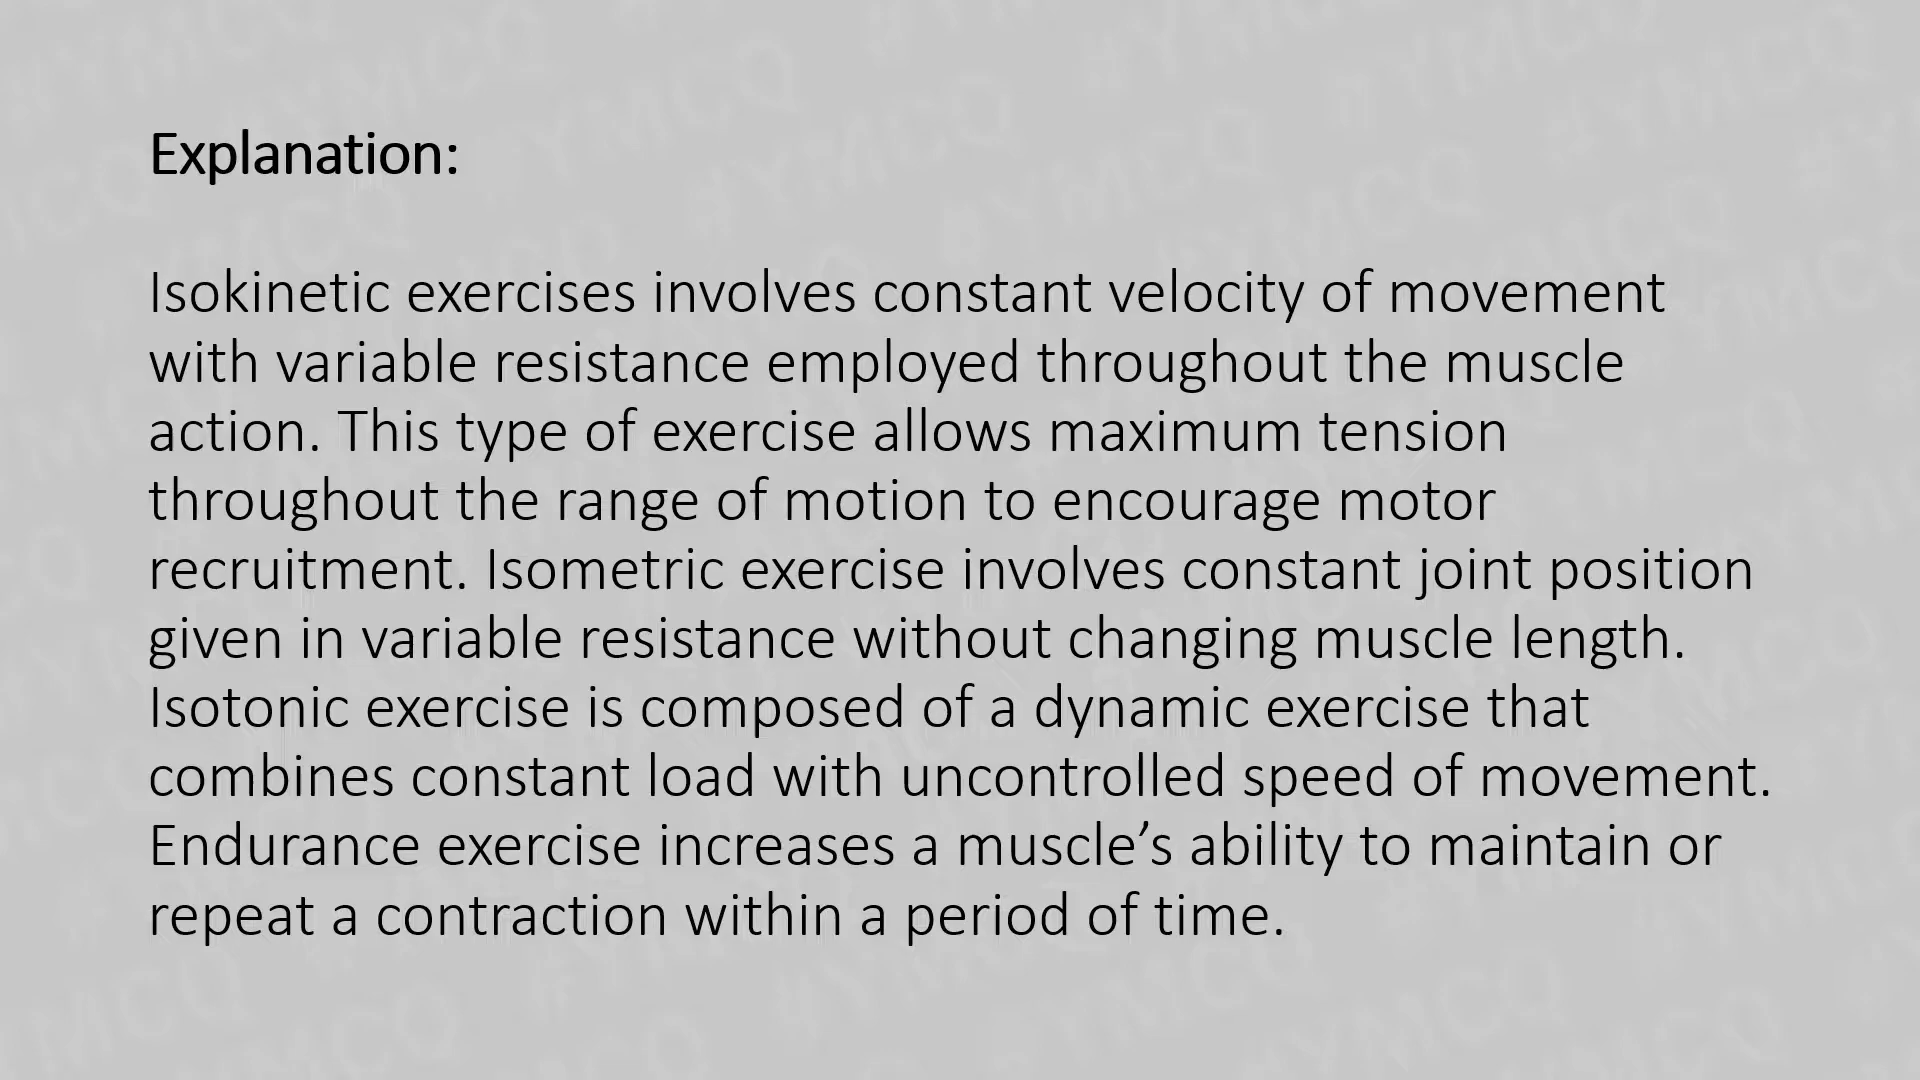 Explanation:
Isokinetic exercises involves constant velocity of movement
with variable resistance employed throughout the muscle
action. This type of exercise allows maximum tension
throughout the range of motion to encourage motor
recruitment. Isometric exercise involves constant joint position
given in variable resistance without changing muscle length.
Isotonic exercise is composed of a dynamic exercise that
combines constant load with uncontrolled speed of movement.
Endurance exercise increases a muscle’s ability to maintain or
repeat a contraction within a period of time.